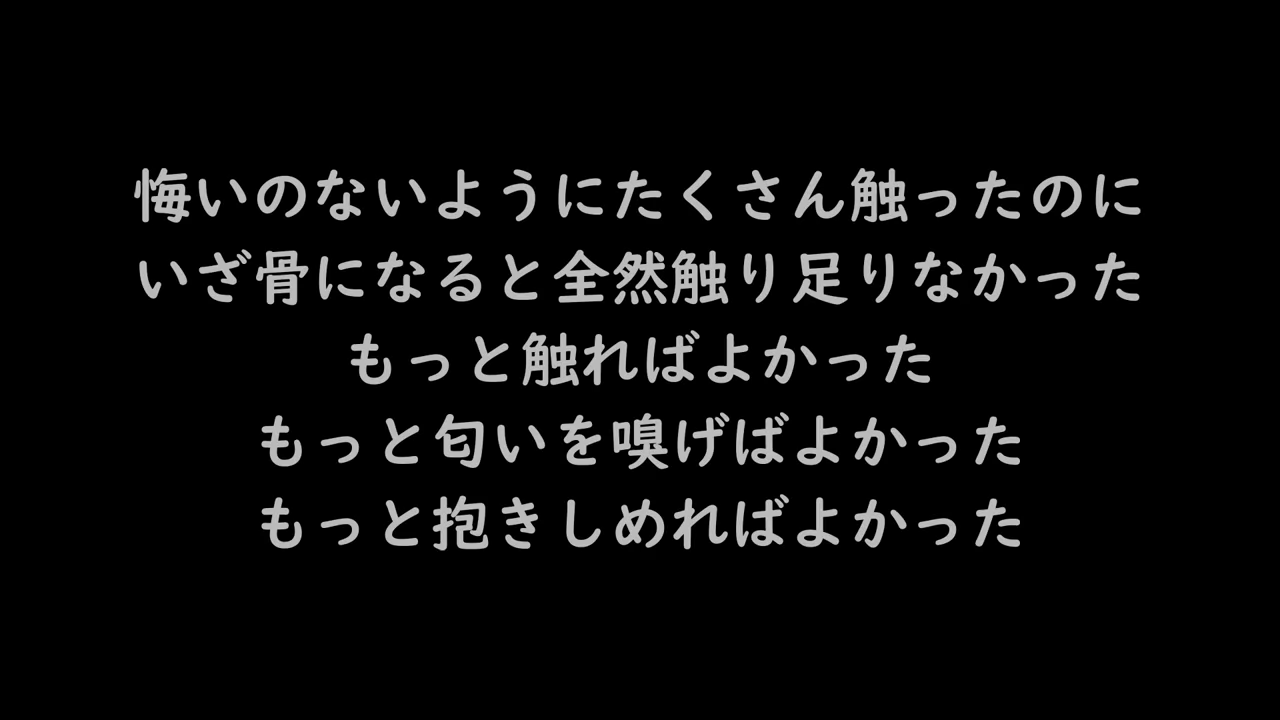 悔いのないようにたくさん触ったのに
いざ骨になると全然触り足りなかった
もっと触ればよかった
もっと匂いを嗅げばよかった
もっと抱きしめればよかった